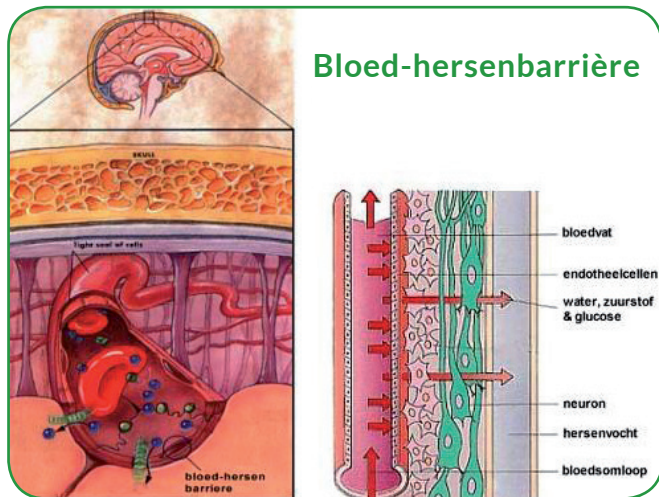 Bloed-hersenbarrière
SKULL
tight seal of cells
bloed-hersen
barriere
bloedvat
endotheelcellen
water, zuurstof
& glucose
neuron
hersenvocht
bloedsomloop